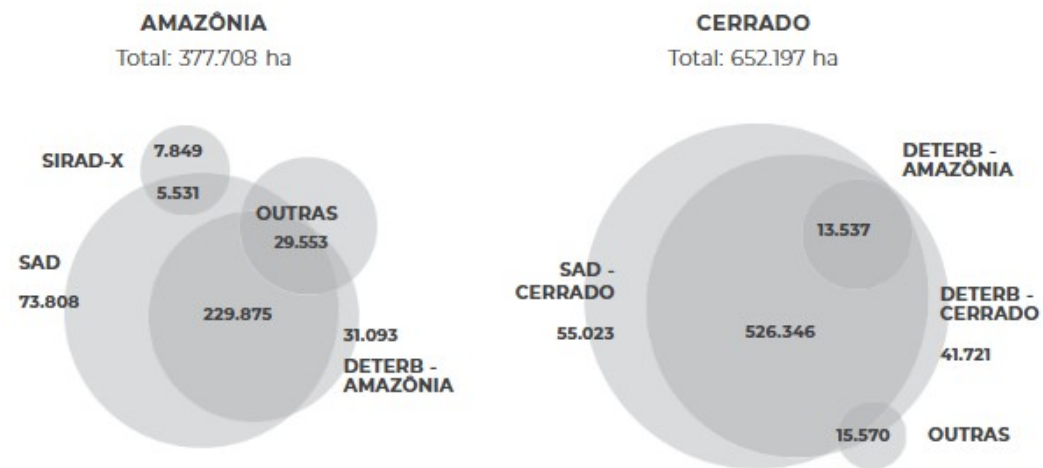 AMAZÔNIA
Total: 377.708 ha
SIRAD-X
7.849
5.531
OUTRAS
29.553
SAD
73.808
229.875
31.093
DETERB -
AMAZÔNIA
CERRADO
Total: 652.197 ha
DETERB -
AMAZÔNIA
13.537
SAD -
CERRADO
55.023
526.346
DETERB -
CERRADO
41.721
15.570
OUTRAS